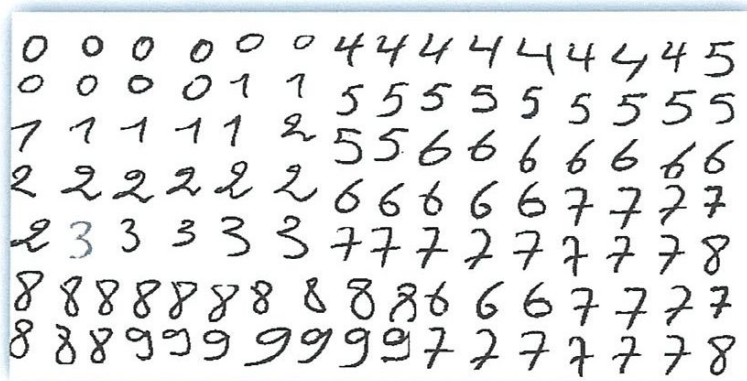 0 0 0 0 0 0 4 4 4 4 4 4 4 4 5
0 0 0 0 1 1 5 5 5 5 5 5 5 5 5
1 1 1 1 1 2 5 5 6 6 6 6 6 6 6
2 2 2 2 2 2 6 6 6 6 6 7 7 7 7
2 3 3 3 3 3 7 7 7 7 7 7 7 7 8
8 8 8 8 8 8 8 8 8 8 6 6 6 7 7 7 7
8 8 8 9 9 9 9 9 9 9 7 7 7 7 7 7 8